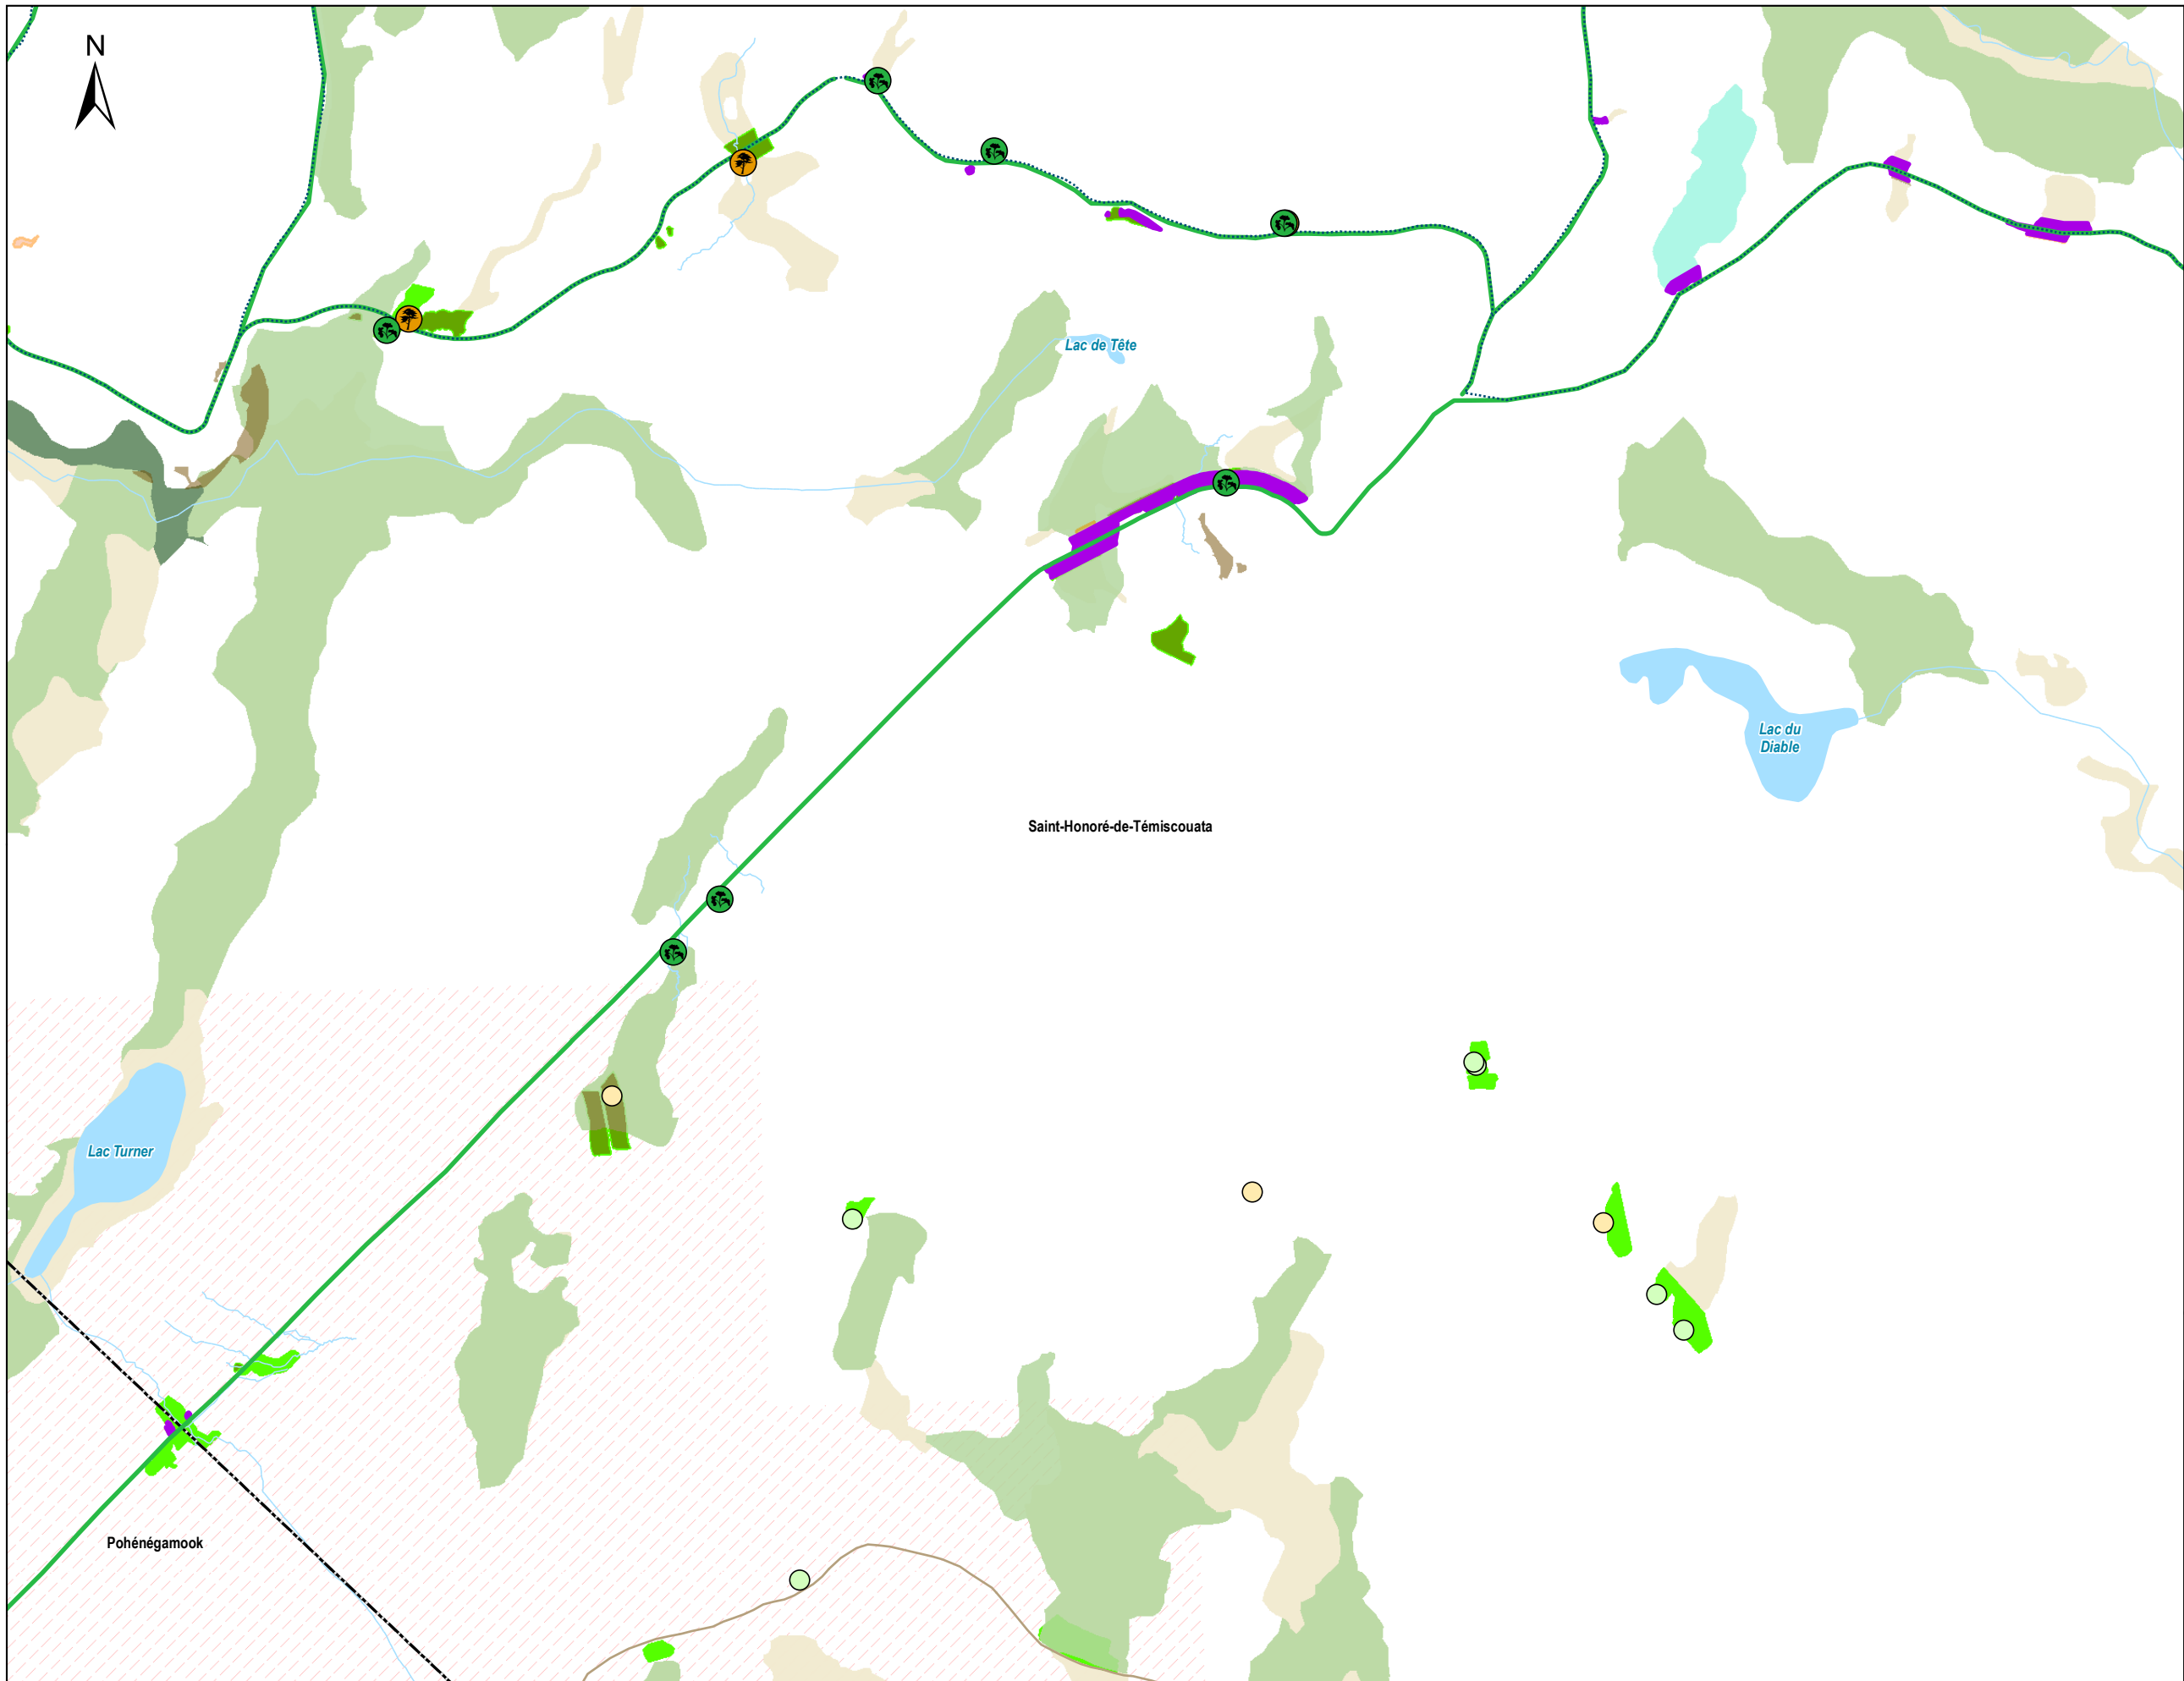 N
Lac de Tête
Lac du
Diable
Saint-Honoré-de-Témiscouata
Lac Turner
Pohénégamook